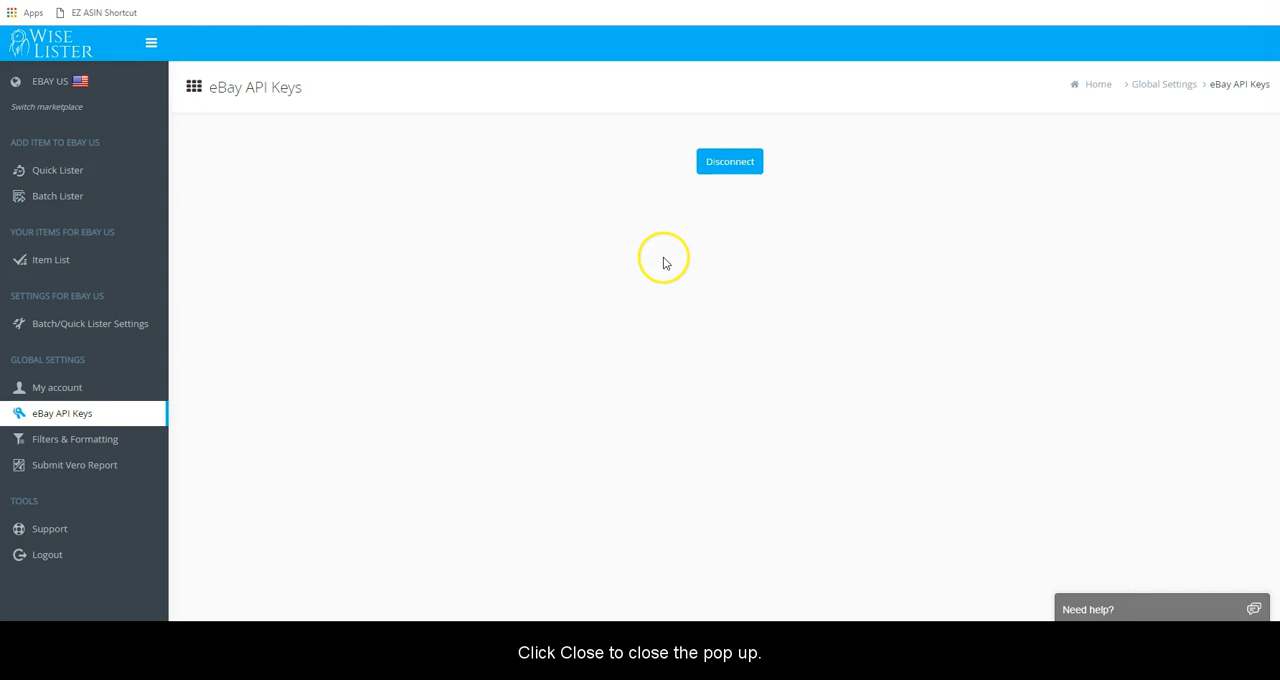 Apps
EZ ASIN Shortcut
WISE
LISTER
EBAY US
Switch marketplace
ADD ITEM TO EBAY US
Quick Lister
Batch Lister
YOUR ITEMS FOR EBAY US
Item List
SETTINGS FOR EBAY US
Batch/Quick Lister Settings
GLOBAL SETTINGS
My account
eBay API Keys
Filters & Formatting
Submit Vero Report
TOOLS
Support
Logout
eBay API Keys
Home > Global Settings > eBay API Keys
Disconnect
Need help?
Click Close to close the pop up.